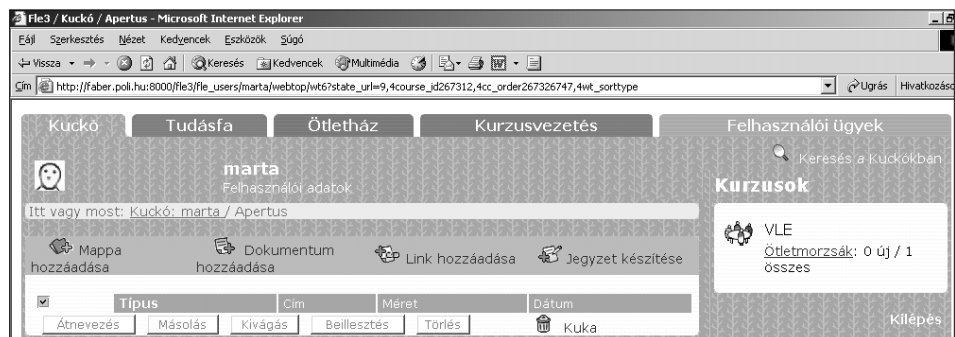 Fle3 / Kuckó / Apertus - Microsoft Internet Explorer
Fájl Szerkesztés Nézet Kedvencek Eszközök Súgó
Vissza Keresés Kedvencek Multimédia
Cím http://faber.poli.hu:8000/fle3/fle_users/marta/webtop/wt6?state_url=9,4course_id267312,4cc_order267326747,4wt_sorttype Ugrás Hivatkozáso
Kuckó Tudásfa Ötletház Kurzusvezetés Felhasználói ügyek
Keresés a Kuckókban
marta
Felhasználói adatok
Kurzusok
Itt vagy most: Kuckó: marta / Apertus
VLE
Ötletmorzsák: 0 új / 1
összes
Mappa hozzáadása
Dokumentum hozzáadása
Link hozzáadása
Jegyzet készítése
Típus Cím Méret Dátum
Átnevezés Másolás Kivágás Beillesztés Törlés Kuka
Kilépés